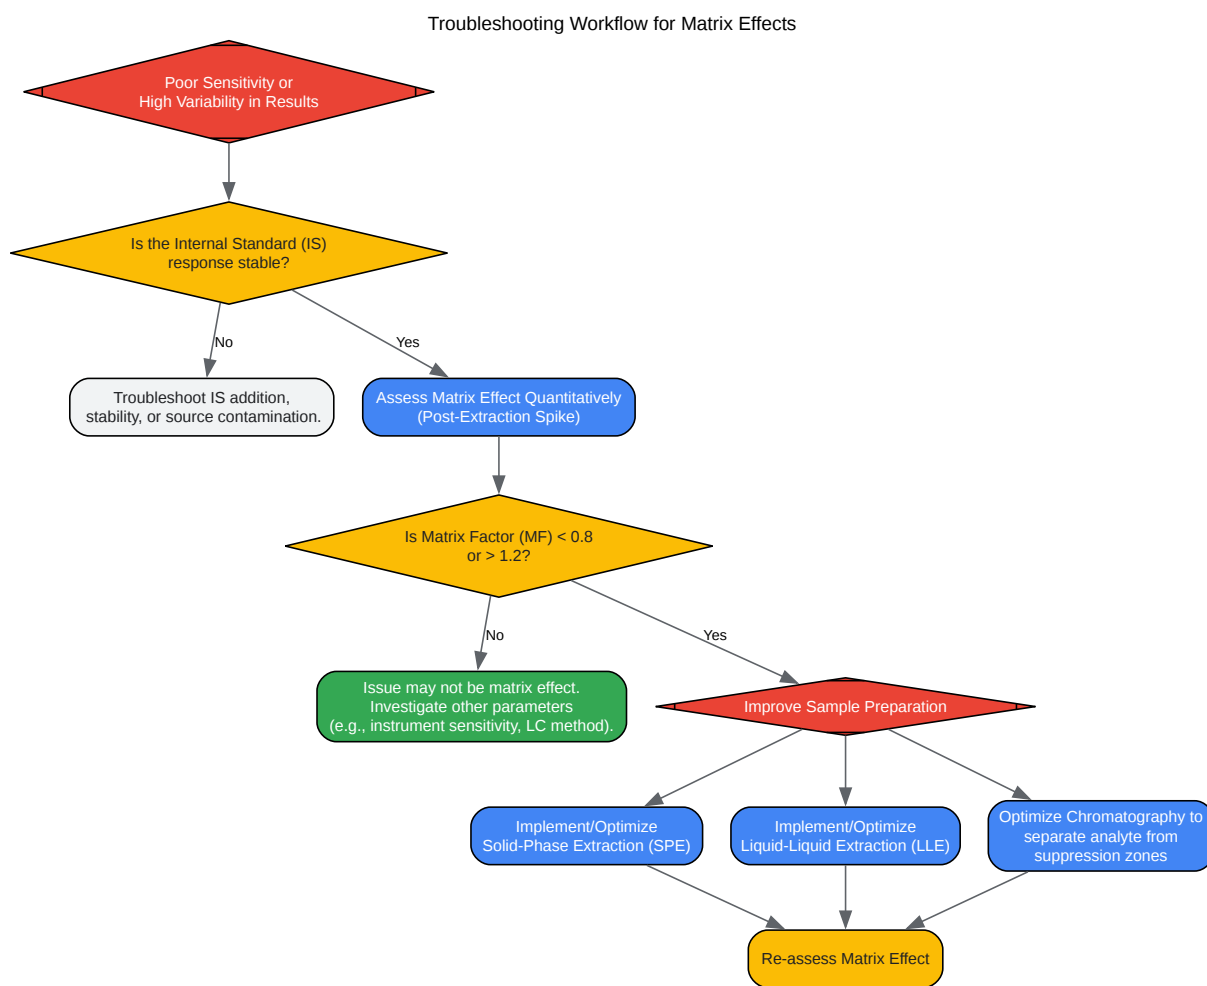 Troubleshooting Workflow for Matrix Effects
Poor Sensitivity or
High Variability in Results
Is the Internal Standard (IS)
response stable?
No
Yes
Troubleshoot IS addition,
stability, or source contamination.
Assess Matrix Effect Quantitatively
(Post-Extraction Spike)
Is Matrix Factor (MF) < 0.8
or > 1.2?
No
Yes
Issue may not be matrix effect.
Investigate other parameters
(e.g., instrument sensitivity, LC method).
Improve Sample Preparation
Implement/Optimize
Solid-Phase Extraction (SPE)
Implement/Optimize
Liquid-Liquid Extraction (LLE)
Optimize Chromatography to
separate analyte from
suppression zones
Re-assess Matrix Effect